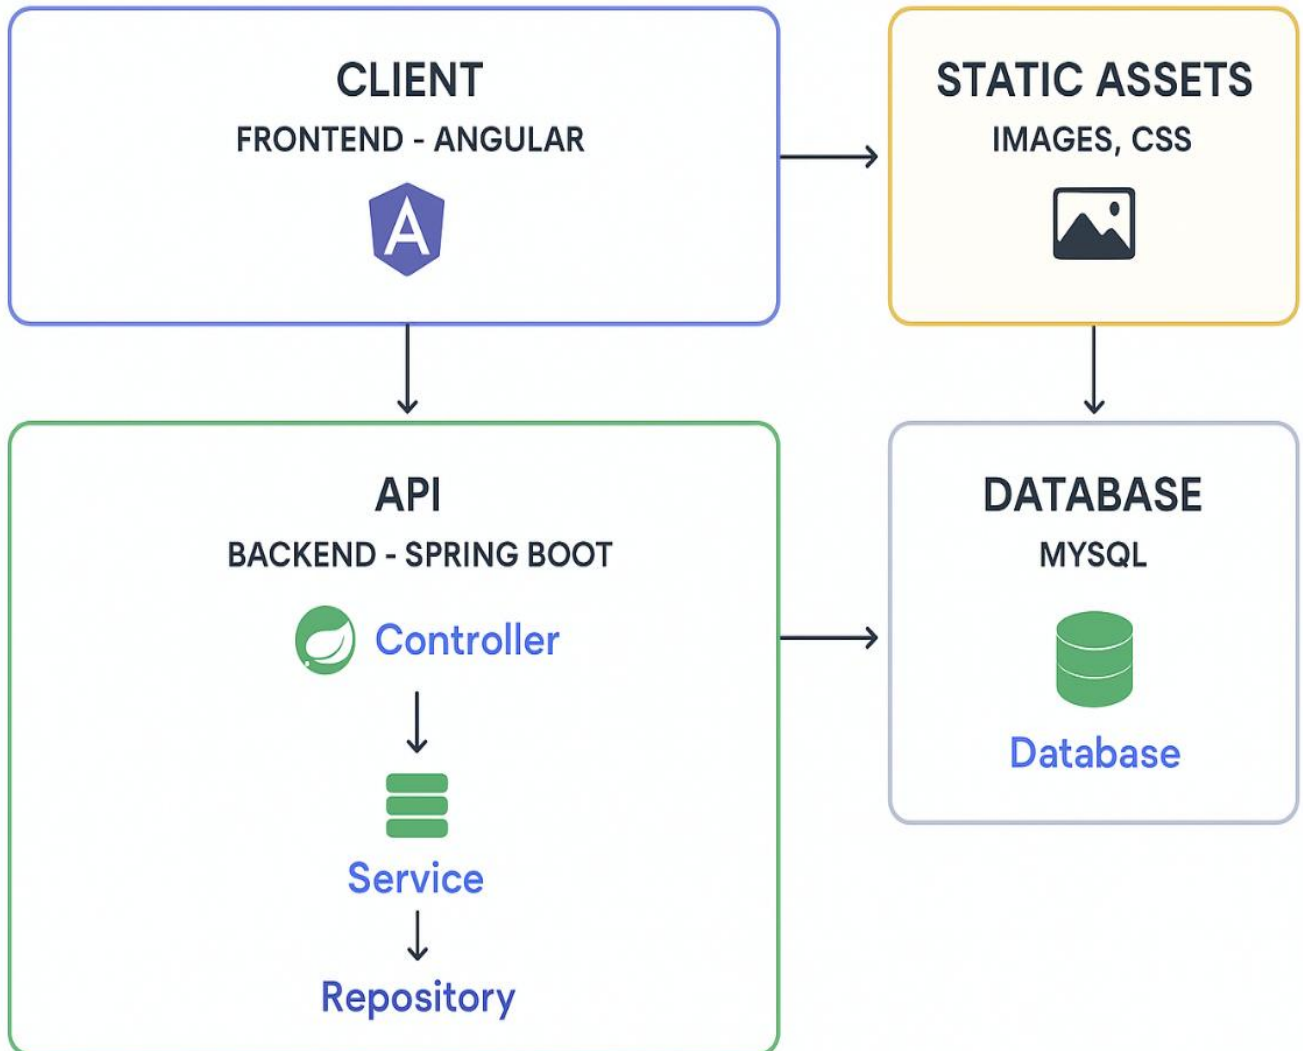 CLIENT
FRONTEND - ANGULAR
A
STATIC ASSETS
IMAGES, CSS
API
BACKEND - SPRING BOOT
Controller
Service
Repository
DATABASE
MYSQL
Database